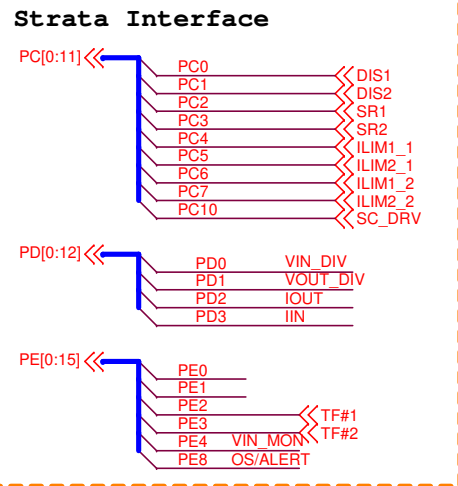 Strata Interface
PC[0:11]
PC0 DIS1
PC1 DIS2
PC2 SR1
PC3 SR2
PC4 ILIM1_1
PC5 ILIM2_1
PC6 ILIM1_2
PC7 ILIM2_2
PC10 SC_DRV
PD[0:12]
PD0 VIN_DIV
PD1 VOUT_DIV
PD2 IOUT
PD3 IIN
PE[0:15]
PE0
PE1
PE2 TF#1
PE3 TF#2
PE4 VIN_MON
PE8 OS/ALERT